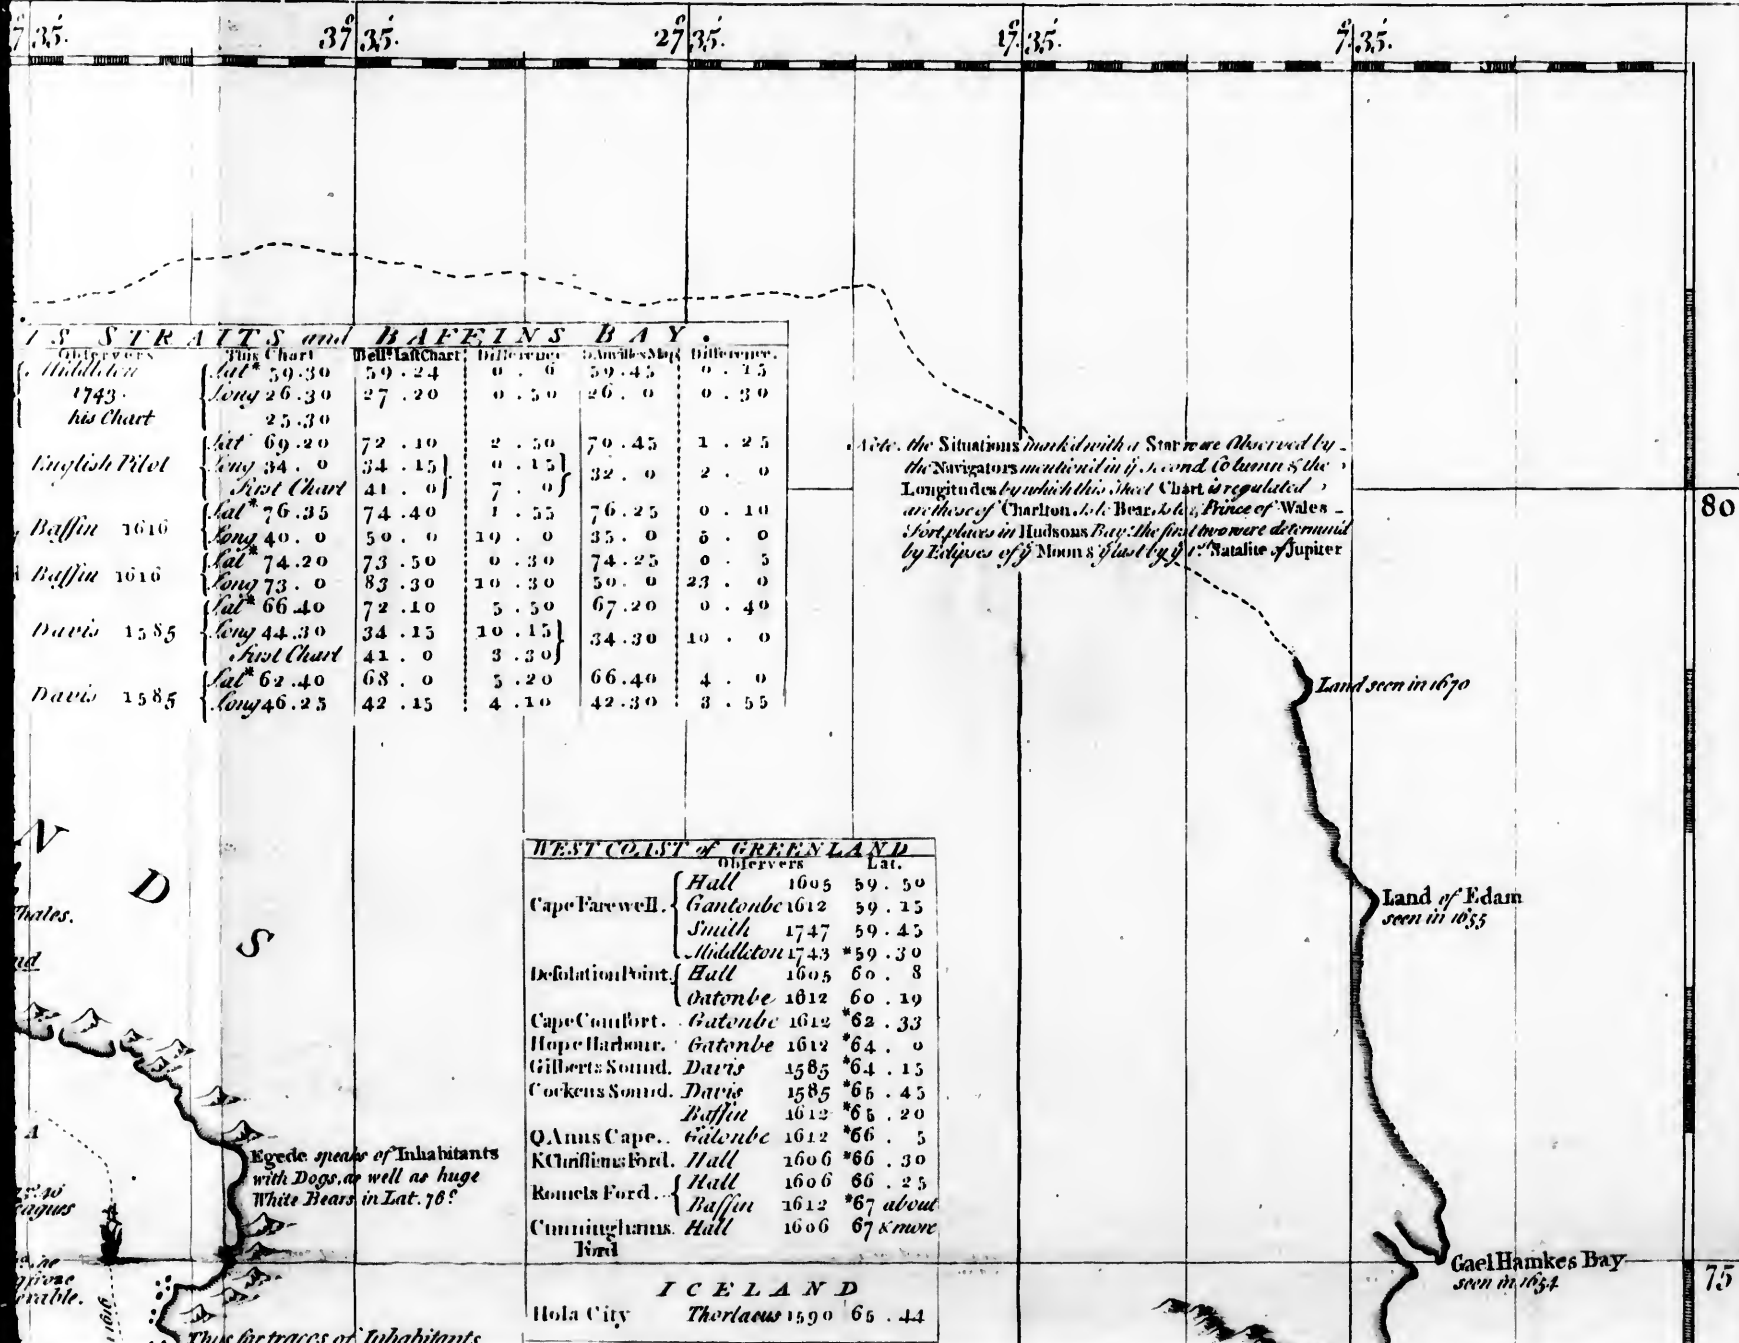 7 35.
37 35.
27 35.
17 35.
7 35.
IS STRAITS and BAFFINS BAY.
Observers This Chart Bell.s last Chart Difference D'Anvilles Map Difference.
Middleton 1743. his Chart
Lat* 59.30 59.24 0.6 59.45 0.15
Long 26.30 27.20 0.50 26.0 0.30
25.30
English Pilot
Lat 69.20 72.10 2.50 70.45 1.25
Long 34.0 34.15 0.15 32.0 2.0
First Chart 41.0 7.0
Baffin 1616
Lat* 76.35 74.40 1.55 76.25 0.10
Long 40.0 50.0 10.0 35.0 5.0
Baffin 1616
Lat* 74.20 73.50 0.30 74.25 0.5
Long 73.0 83.30 10.30 50.0 23.0
Davis 1585
Lat* 66.40 72.10 5.50 67.20 0.40
Long 44.30 34.15 10.15 34.30 10.0
First Chart 41.0 3.30
Davis 1585
Lat* 62.40 68.0 5.20 66.40 4.0
Long 46.25 42.15 4.10 42.30 3.55
Note. the Situations mark'd with a Star were Observed by
the Navigators mention'd in ye Second Column & the
Longitudes by which this Sheet Chart is regulated
are those of Charlton Isle Bear Isle, Prince of Wales
Fort places in Hudsons Bay. The first two were determin'd
by Eclipses of ye Moon & ye last by ye 1st Satalite of Jupiter
80
Land seen in 1670
N
D
S
Whales.
Land of Edam
seen in 1655
WEST COAST of GREENLAND
Observers Lat.
Cape Farewell. Hall 1605 59.50
Gantonbe 1612 59.15
Smith 1747 59.45
Middleton 1743 *59.30
Desolation Point. Hall 1605 60.8
Gatonbe 1612 60.19
Cape Comfort. Gatonbe 1612 *62.33
Hope Harbour. Gatonbe 1612 *64.0
Gilberts Sound. Davis 1585 *64.15
Cockens Sound. Davis 1585 *65.45
Baffin 1612 *65.20
Q Anns Cape.. Gatonbe 1612 *66.5
K Christians Ford. Hall 1606 *66.30
Romels Ford.. Hall 1606 66.25
Baffin 1612 *67 about
Cunninghams Ford Hall 1606 67 & more
ICELAND
Hola City Thorlacus 1590 65.44
A
Egede speaks of Inhabitants
with Dogs, as well as huge
White Bears in Lat. 76°
Gael Hamkes Bay
seen in 1654
75
Thus far traces of Inhabitants